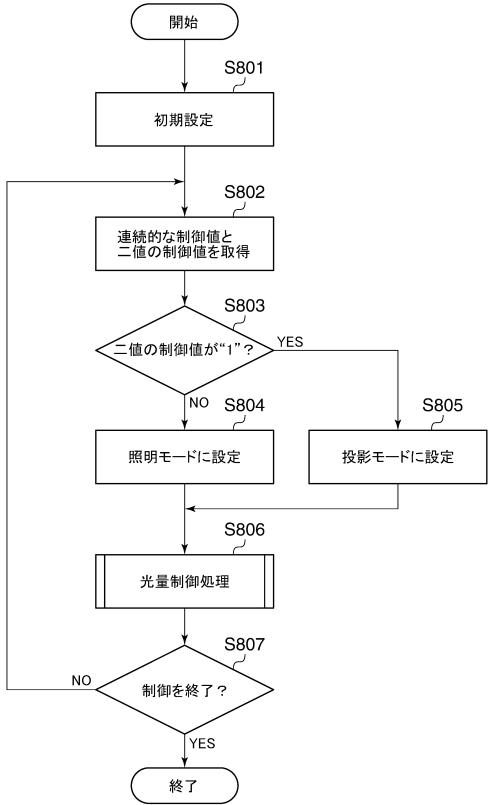 開始
S801
初期設定
S802
連続的な制御値と
二値の制御値を取得
S803
二値の制御値が“1”？
YES
NO
S804
照明モードに設定
S805
投影モードに設定
S806
光量制御処理
S807
制御を終了？
NO
YES
終了